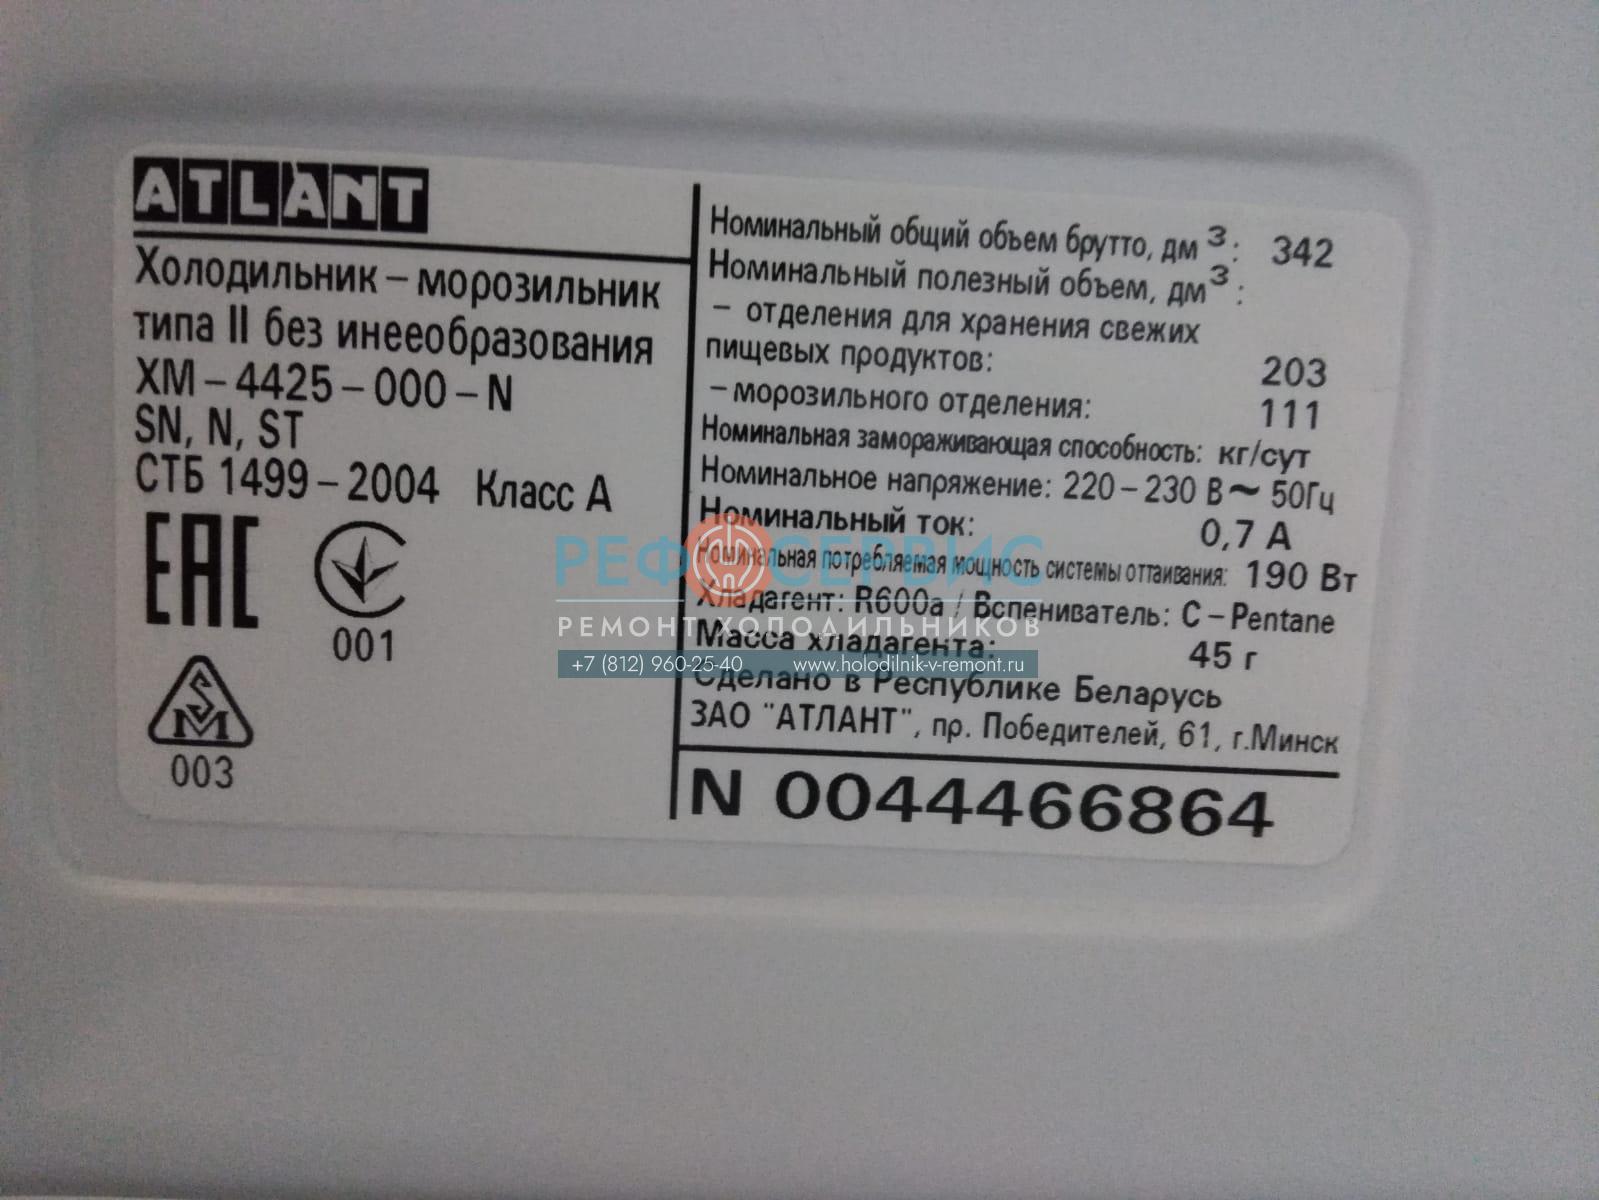 ATLANT
Холодильник – морозильник
типа II без инееобразования
ХМ – 4425 – 000 – N
SN, N, ST
СТБ 1499 – 2004 Класс А
ЕАС
001
003
Номинальный общий объем брутто, дм³: 342
Номинальный полезный объем, дм³:
– отделения для хранения свежих
пищевых продуктов: 203
– морозильного отделения: 111
Номинальная замораживающая способность: кг/сут
Номинальное напряжение: 220 – 230 В ~ 50Гц
Номинальный ток: 0,7 А
Номинальная потребляемая мощность системы оттаивания: 190 Вт
Хладагент: R600a / Вспениватель: C – Pentane
Масса хладагента: 45 г
Сделано в Республике Беларусь
ЗАО "АТЛАНТ", пр. Победителей, 61, г.Минск
N 0044466864
РЕФОСЕРВИС
РЕМОНТ ХОЛОДИЛЬНИКОВ
+7 (812) 960-25-40 www.holodilnik-v-remont.ru